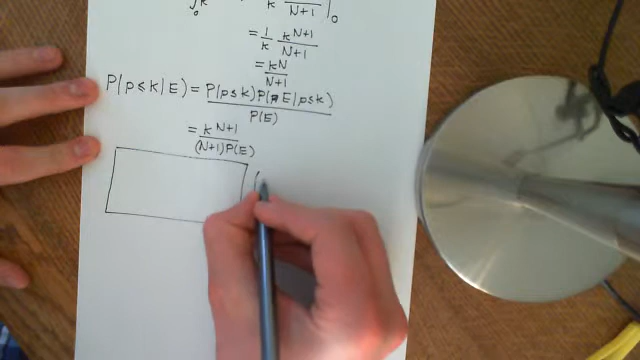 = 1/k k^N+1/N+1
= k^N/N+1
P(p≤k|E) = P(p≤k)P(E|p≤k)/P(E)
= k^N+1/(N+1)P(E)